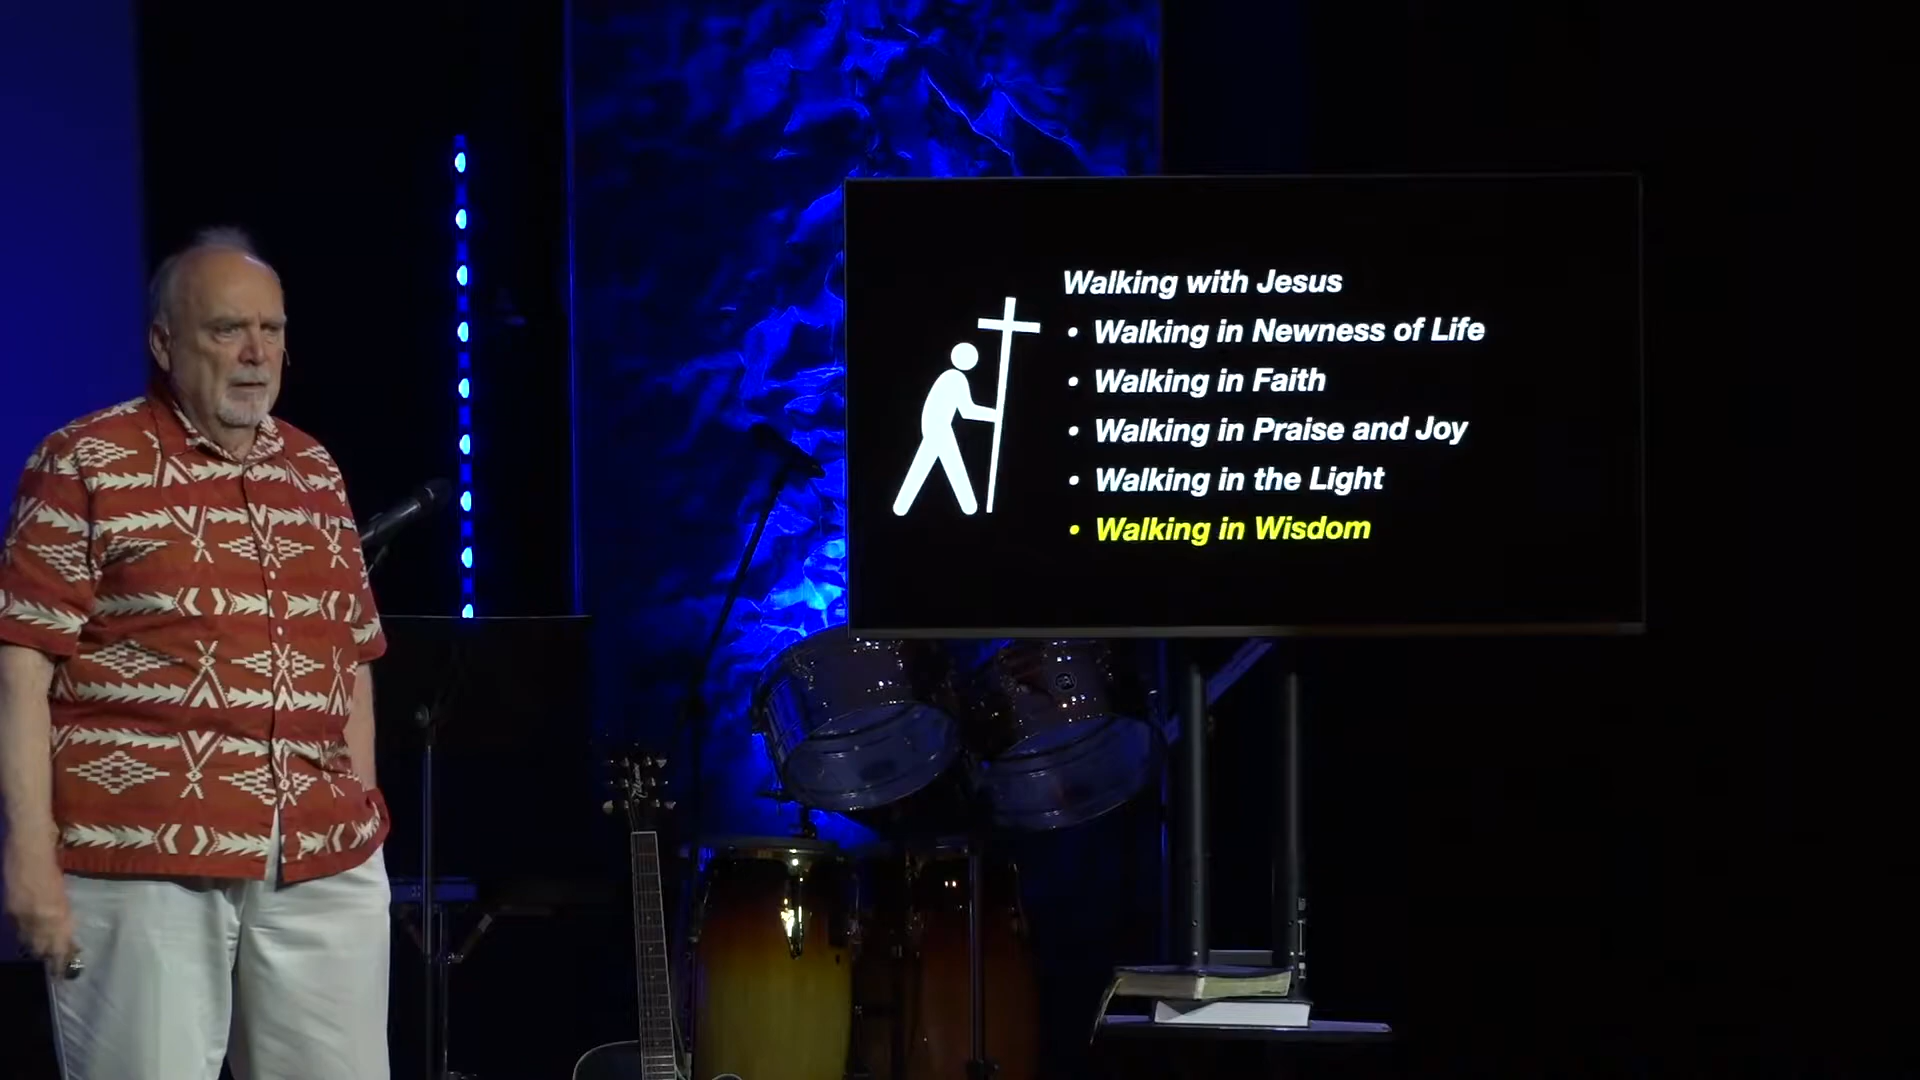 Walking with Jesus
• Walking in Newness of Life
• Walking in Faith
• Walking in Praise and Joy
• Walking in the Light
• Walking in Wisdom